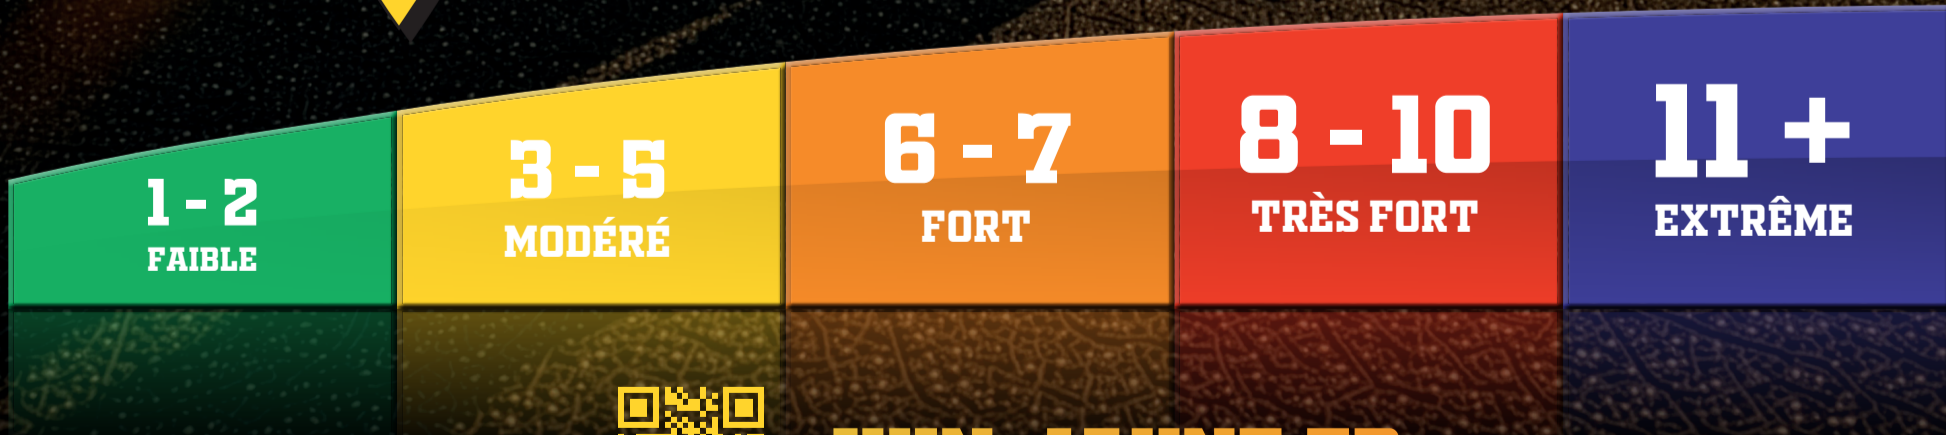 1 - 2
FAIBLE
3 - 5
MODÉRÉ
6 - 7
FORT
8 - 10
TRÈS FORT
11 +
EXTRÊME